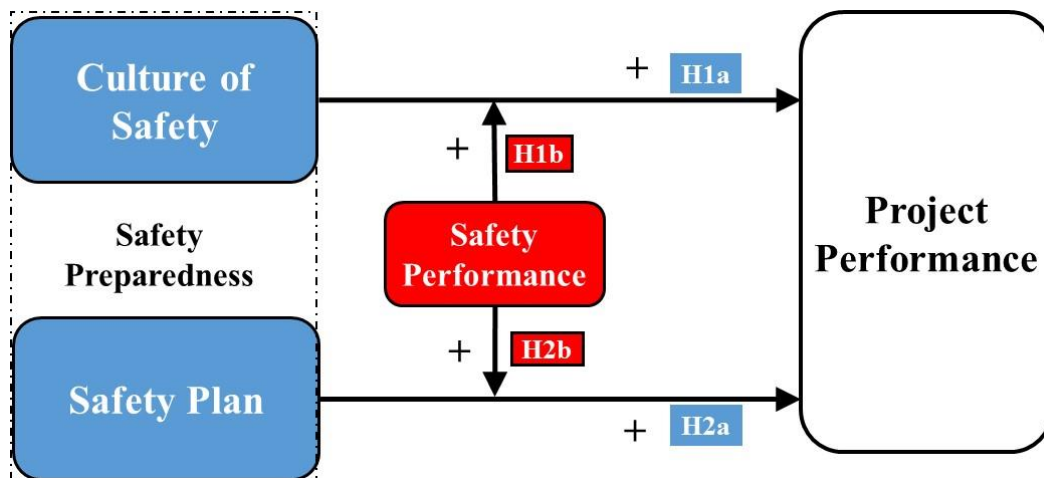 Culture of
Safety
+ H1a
+ H1b
Safety
Preparedness
Safety
Performance
Project
Performance
+ H2b
Safety Plan
+ H2a